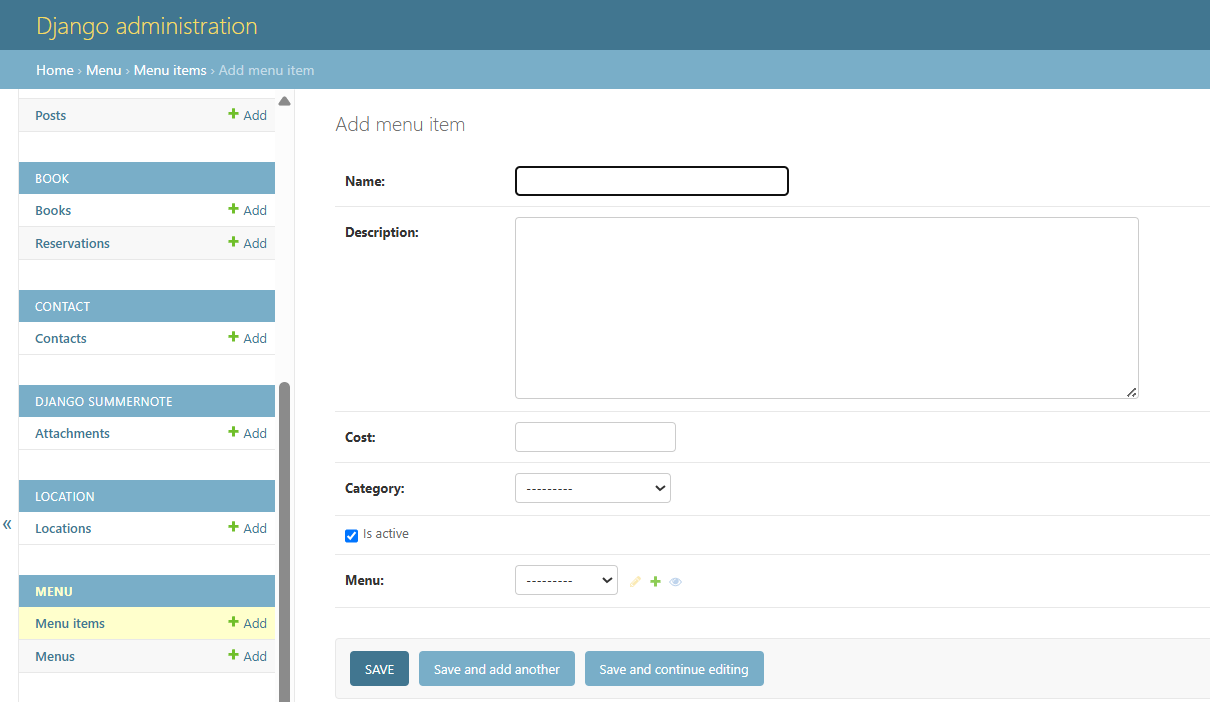 Django administration
Home › Menu › Menu items › Add menu item
Posts + Add
BOOK
Books + Add
Reservations + Add
CONTACT
Contacts + Add
DJANGO SUMMERNOTE
Attachments + Add
LOCATION
Locations + Add
MENU
Menu items + Add
Menus + Add
«
Add menu item
Name:
Description:
Cost:
Category: ---------
Is active
Menu: ---------
SAVE Save and add another Save and continue editing